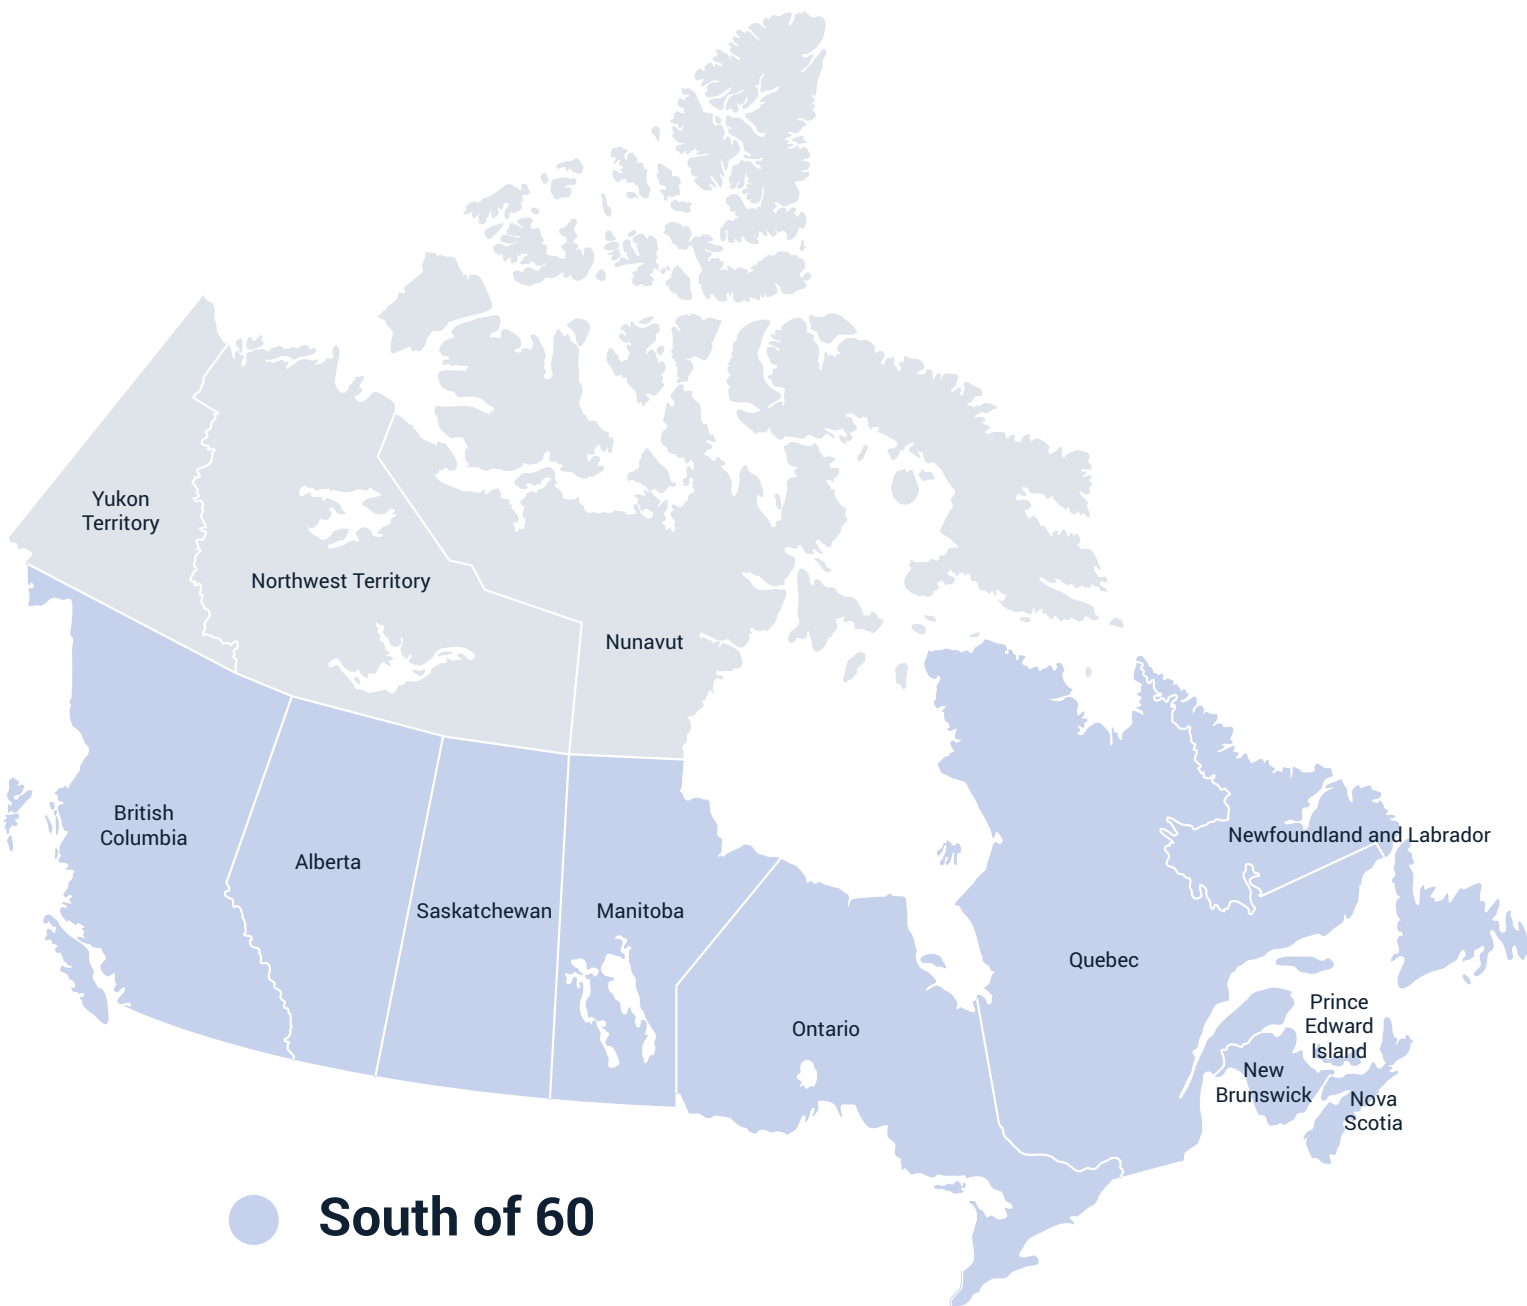 Yukon
Territory
Northwest Territory
Nunavut
British
Columbia
Alberta
Saskatchewan
Manitoba
Ontario
Quebec
Newfoundland and Labrador
Prince
Edward
Island
New
Brunswick
Nova
Scotia
South of 60